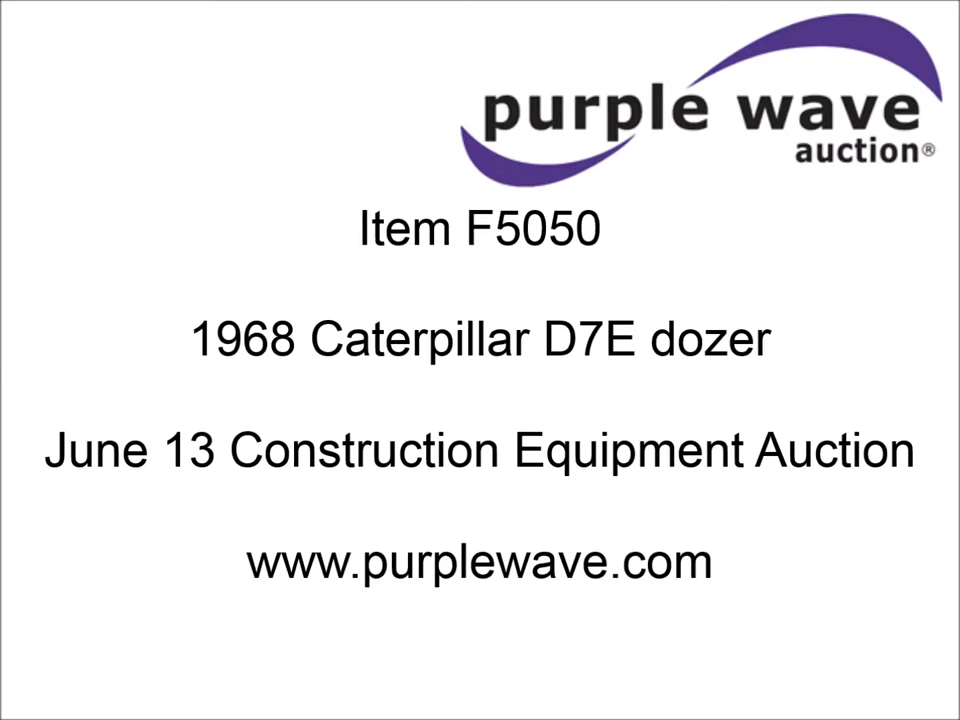 purple wave
auction®
Item F5050
1968 Caterpillar D7E dozer
June 13 Construction Equipment Auction
www.purplewave.com